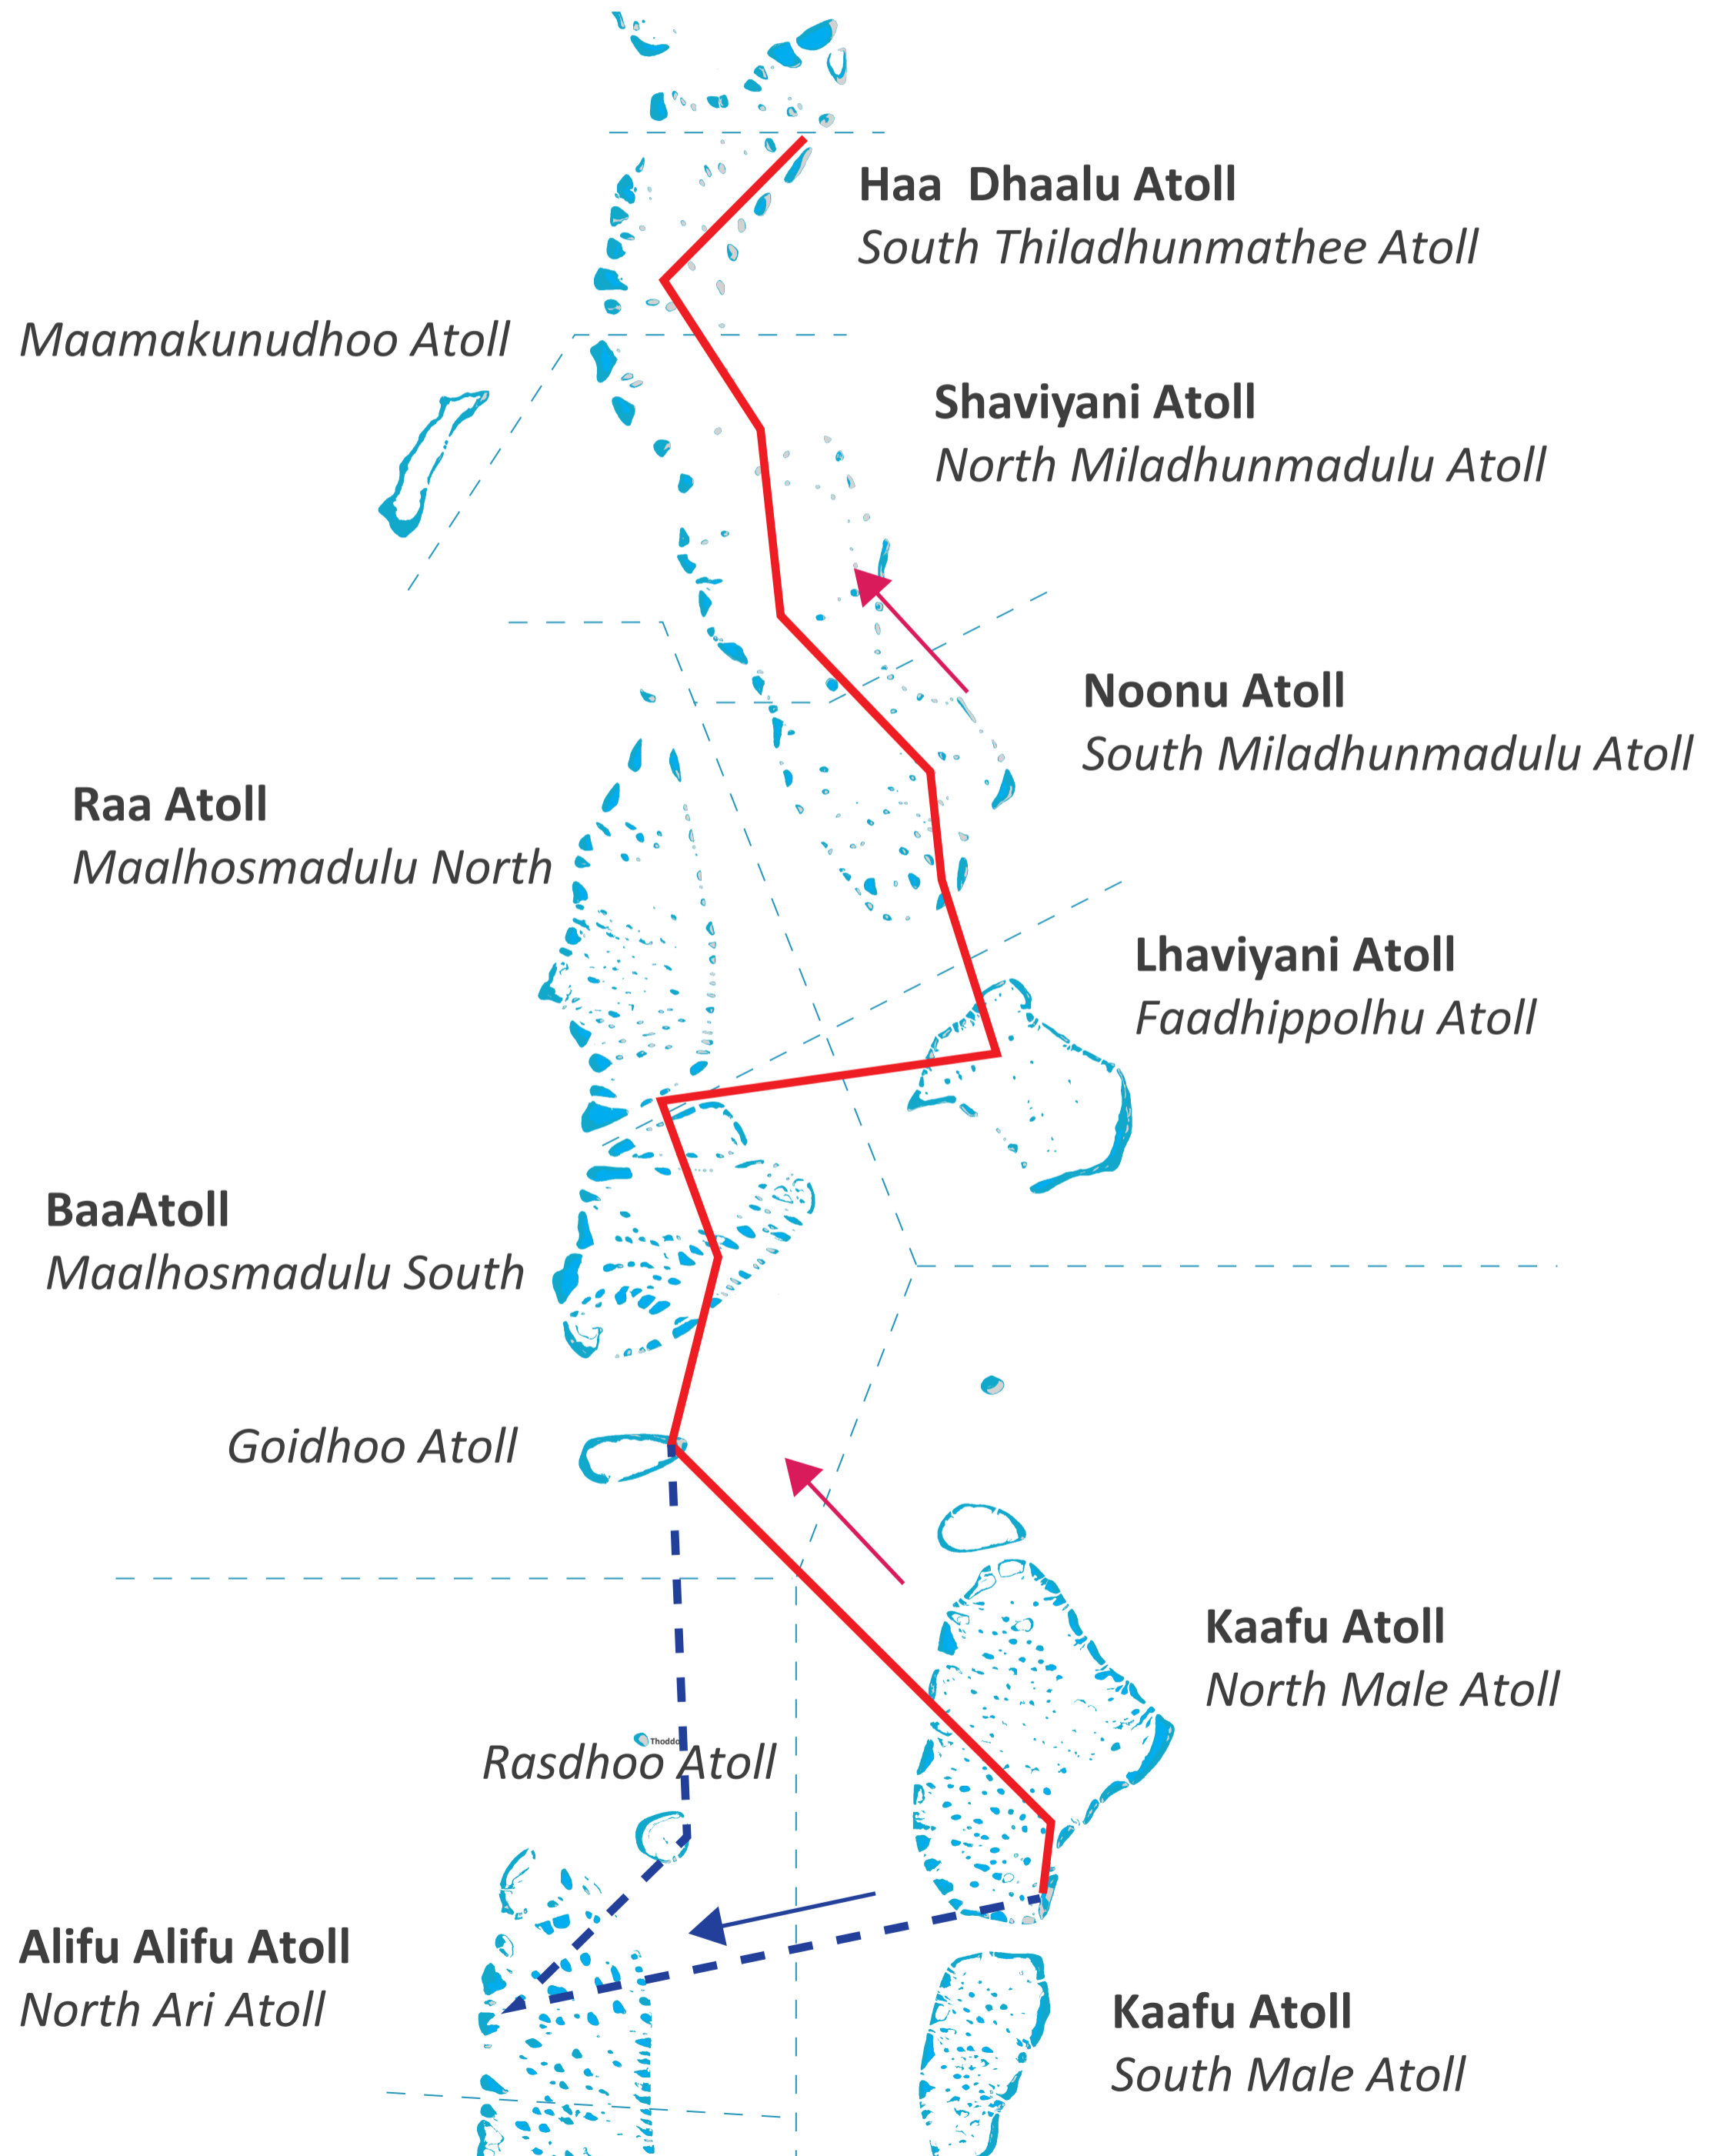 Haa Dhaalu Atoll
South Thiladhunmathee Atoll
Maamakunudhoo Atoll
Shaviyani Atoll
North Miladhunmadulu Atoll
Noonu Atoll
South Miladhunmadulu Atoll
Raa Atoll
Maalhosmadulu North
Lhaviyani Atoll
Faadhippolhu Atoll
BaaAtoll
Maalhosmadulu South
Goidhoo Atoll
Kaafu Atoll
North Male Atoll
Thoddo
Rasdhoo Atoll
Alifu Alifu Atoll
North Ari Atoll
Kaafu Atoll
South Male Atoll